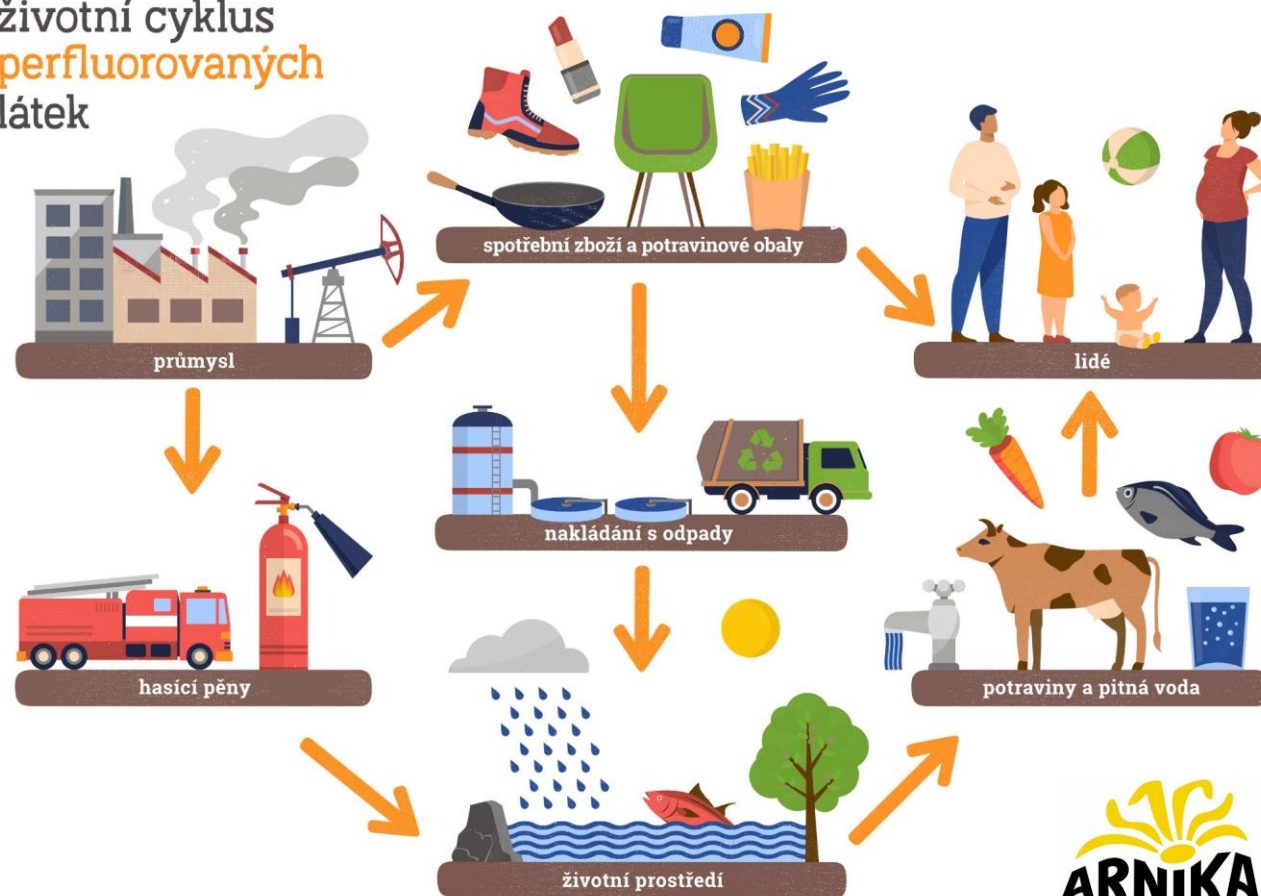 životní cyklus
perfluorovaných
látek
spotřební zboží a potravinové obaly
průmysl
lidé
nakládání s odpady
hasící pěny
potraviny a pitná voda
životní prostředí
ARNIKA